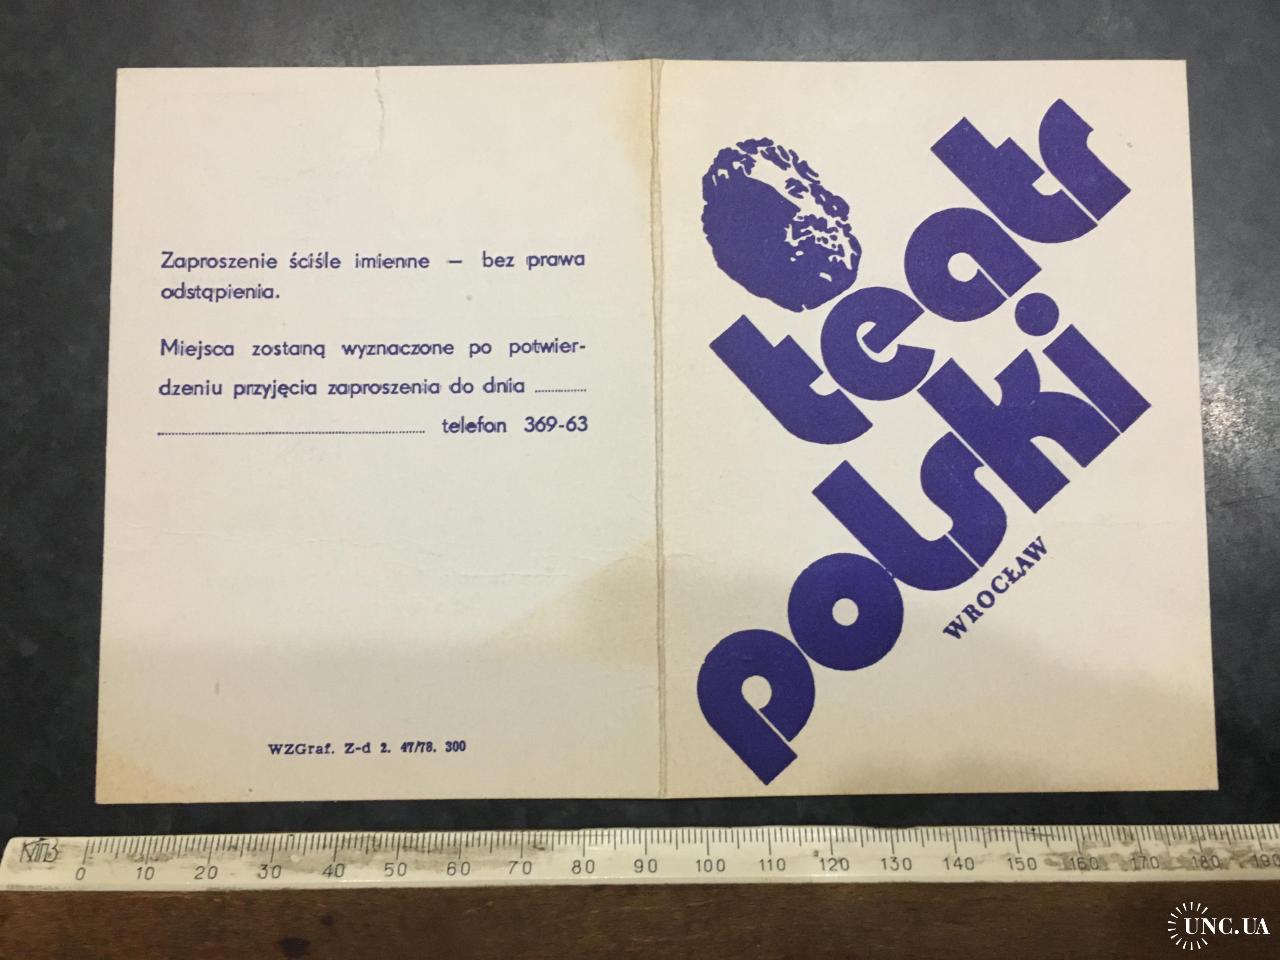 Zaproszenie ściśle imienne – bez prawa
odstąpienia.
Miejsca zostaną wyznaczone po potwier-
dzeniu przyjęcia zaproszenia do dnia ............
............................................................ telefon 369-63
WZGraf. Z-d 2. 47/78. 300
teatr
polski
WROCŁAW
0 10 20 30 40 50 60 70 80 90 100 110 120 130 140 150 160 170 180 190
UNC.UA